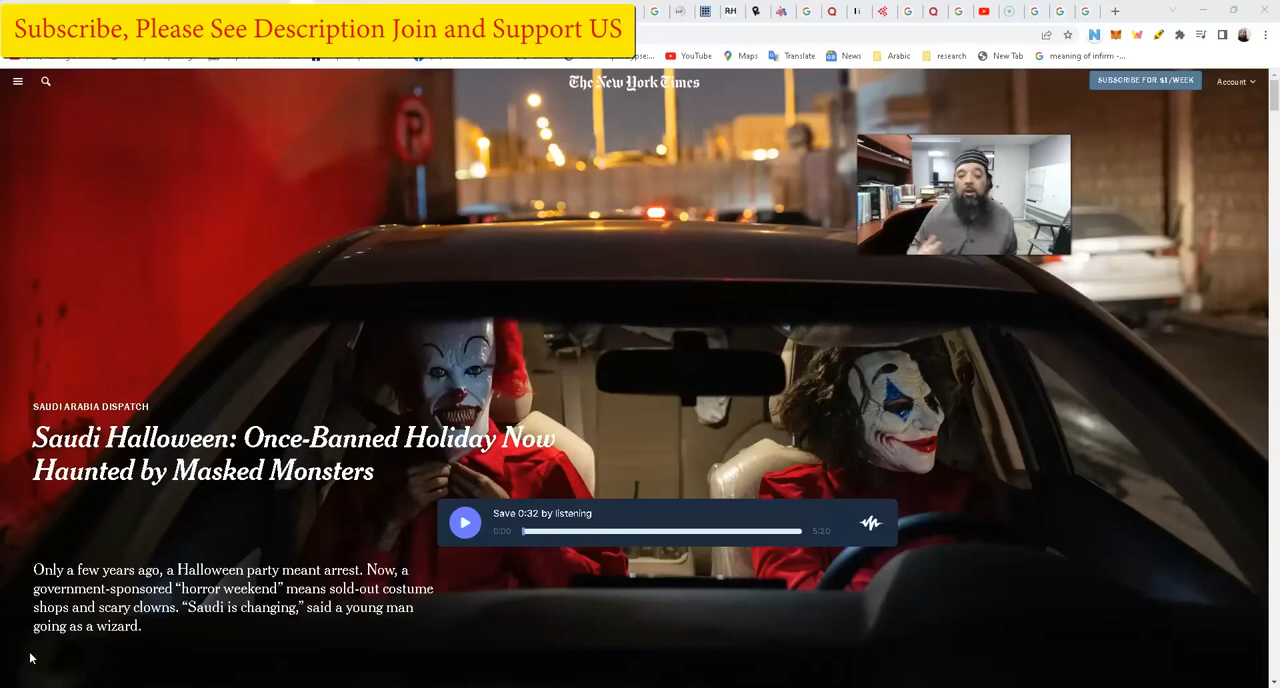 Subscribe, Please See Description Join and Support US
RH
YouTube
Maps
Translate
News
Arabic
research
New Tab
meaning of infirm -...
The New York Times
SUBSCRIBE FOR $1/WEEK
Account
SAUDI ARABIA DISPATCH
Saudi Halloween: Once-Banned Holiday Now
Haunted by Masked Monsters
Save 0:32 by listening
0:00
5:20
Only a few years ago, a Halloween party meant arrest. Now, a
government-sponsored “horror weekend” means sold-out costume
shops and scary clowns. “Saudi is changing,” said a young man
going as a wizard.